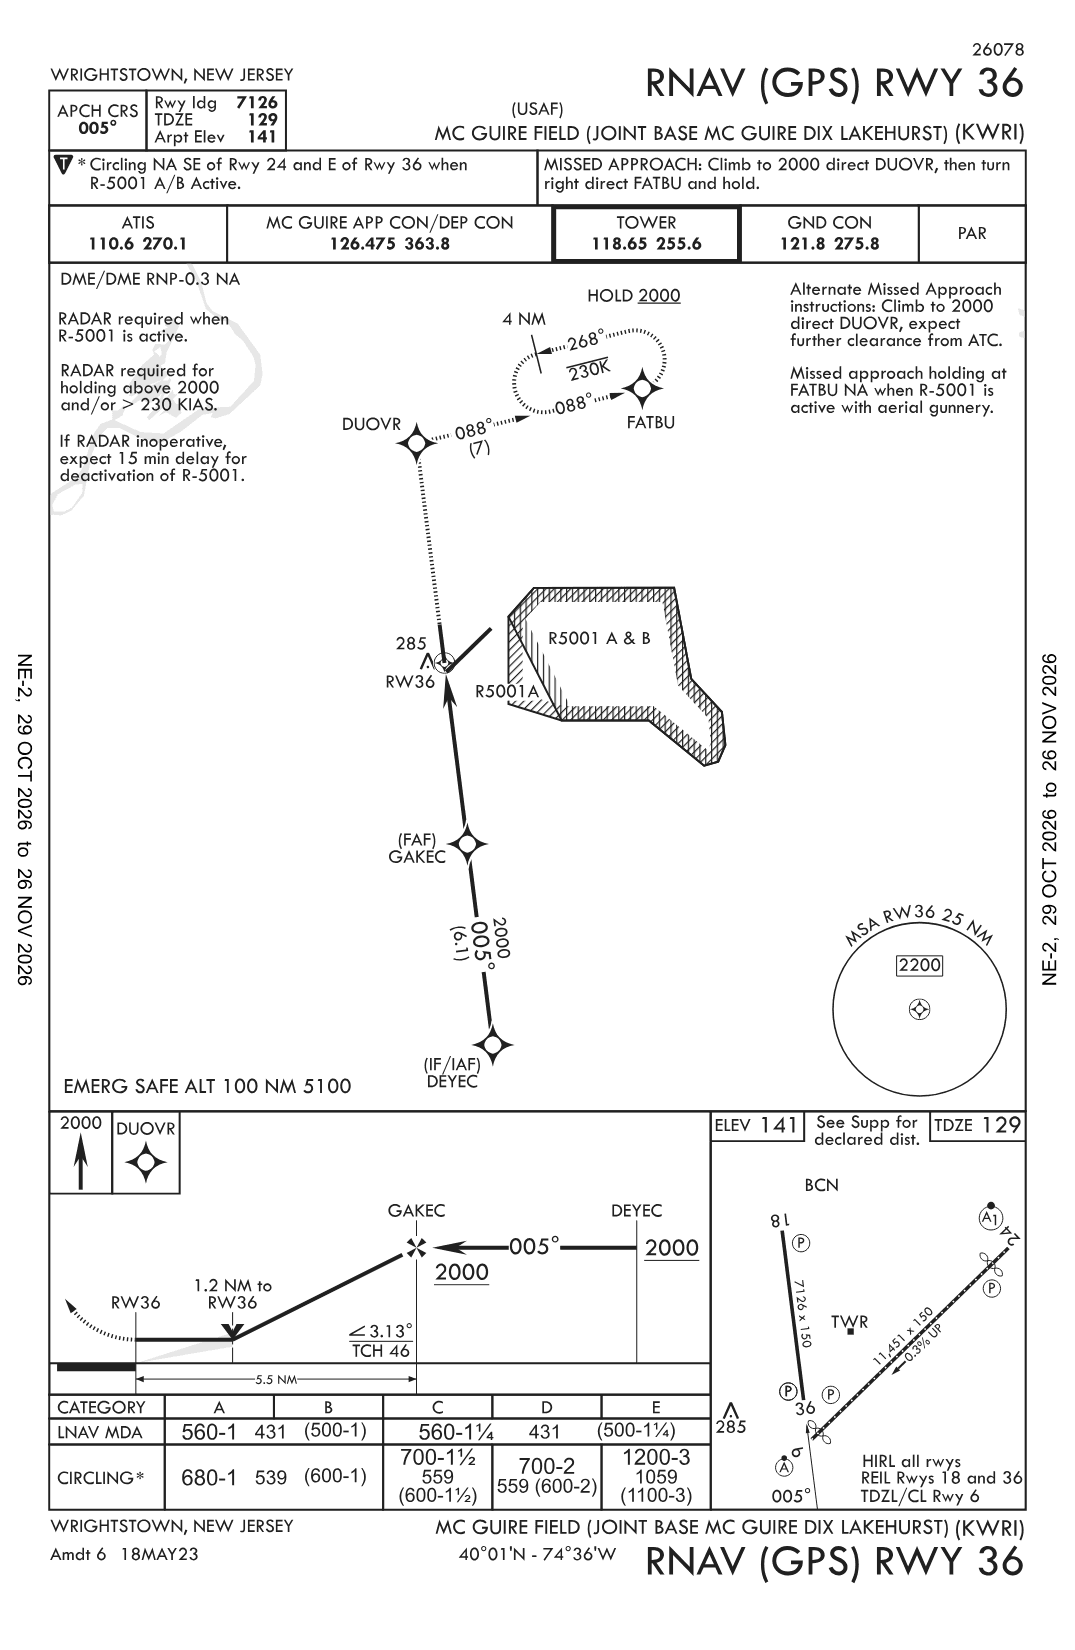 26078
WRIGHTSTOWN, NEW JERSEY
RNAV (GPS) RWY 36
(USAF)
MC GUIRE FIELD (JOINT BASE MC GUIRE DIX LAKEHURST) (KWRI)
APCH CRS
005°
Rwy ldg 7126
TDZE 129
Arpt Elev 141
T * Circling NA SE of Rwy 24 and E of Rwy 36 when
R-5001 A/B Active.
MISSED APPROACH: Climb to 2000 direct DUOVR, then turn
right direct FATBU and hold.
ATIS
110.6 270.1
MC GUIRE APP CON/DEP CON
126.475 363.8
TOWER
118.65 255.6
GND CON
121.8 275.8
PAR
DME/DME RNP-0.3 NA
RADAR required when
R-5001 is active.
RADAR required for
holding above 2000
and/or > 230 KIAS.
If RADAR inoperative,
expect 15 min delay for
deactivation of R-5001.
HOLD 2000
4 NM
268°
230K
088°
FATBU
DUOVR
088°
(7)
Alternate Missed Approach
instructions: Climb to 2000
direct DUOVR, expect
further clearance from ATC.
Missed approach holding at
FATBU NA when R-5001 is
active with aerial gunnery.
R5001 A & B
R5001A
285
RW36
(FAF)
GAKEC
2000
005°
(6.1)
(IF/IAF)
DEYEC
MSA RW36 25 NM
2200
EMERG SAFE ALT 100 NM 5100
NE-2, 29 OCT 2026 to 26 NOV 2026
NE-2, 29 OCT 2026 to 26 NOV 2026
2000
DUOVR
GAKEC
DEYEC
005°
2000
2000
1.2 NM to
RW36
RW36
3.13°
TCH 46
5.5 NM
CATEGORY A B C D E
LNAV MDA 560-1 431 (500-1) 560-1¼ 431 (500-1¼)
CIRCLING* 680-1 539 (600-1)
700-1½
559
(600-1½)
700-2
559 (600-2)
1200-3
1059
(1100-3)
ELEV 141
See Supp for
declared dist.
TDZE 129
BCN
18
P
7126 x 150
TWR
A1
24
P
11,451 x 150
0.3% UP
P
P
36
285
6
A
005°
HIRL all rwys
REIL Rwys 18 and 36
TDZL/CL Rwy 6
WRIGHTSTOWN, NEW JERSEY
MC GUIRE FIELD (JOINT BASE MC GUIRE DIX LAKEHURST) (KWRI)
Amdt 6 18MAY23
40°01'N - 74°36'W
RNAV (GPS) RWY 36